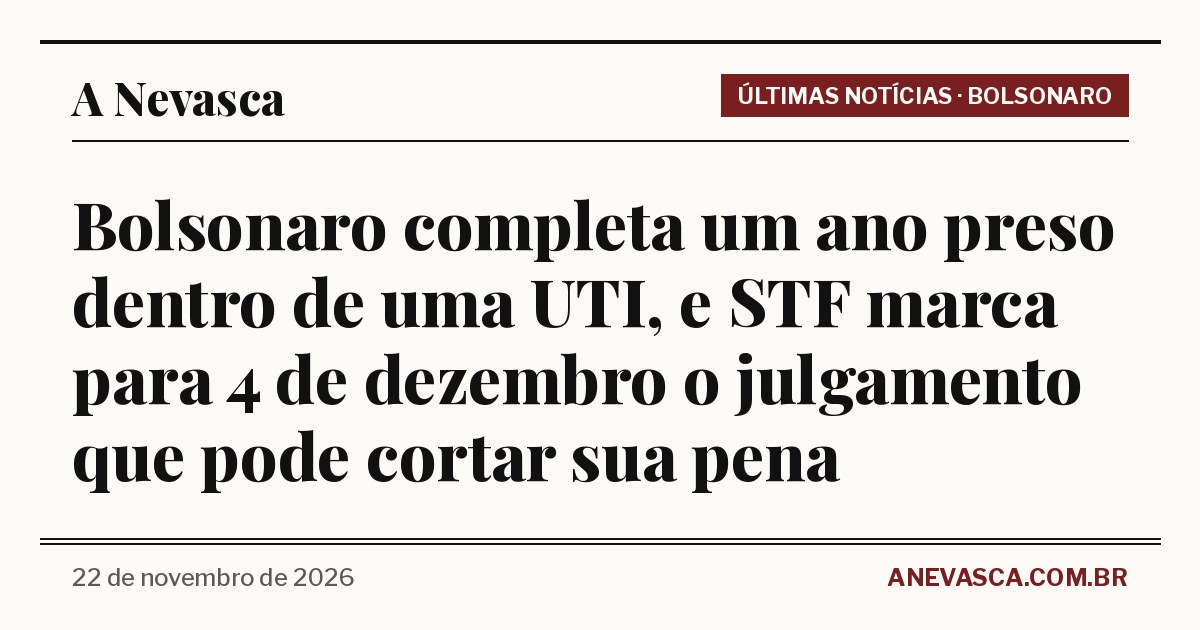 A Nevasca
ÚLTIMAS NOTÍCIAS · BOLSONARO
Bolsonaro completa um ano preso
dentro de uma UTI, e STF marca
para 4 de dezembro o julgamento
que pode cortar sua pena
22 de novembro de 2026
ANEVASCA.COM.BR